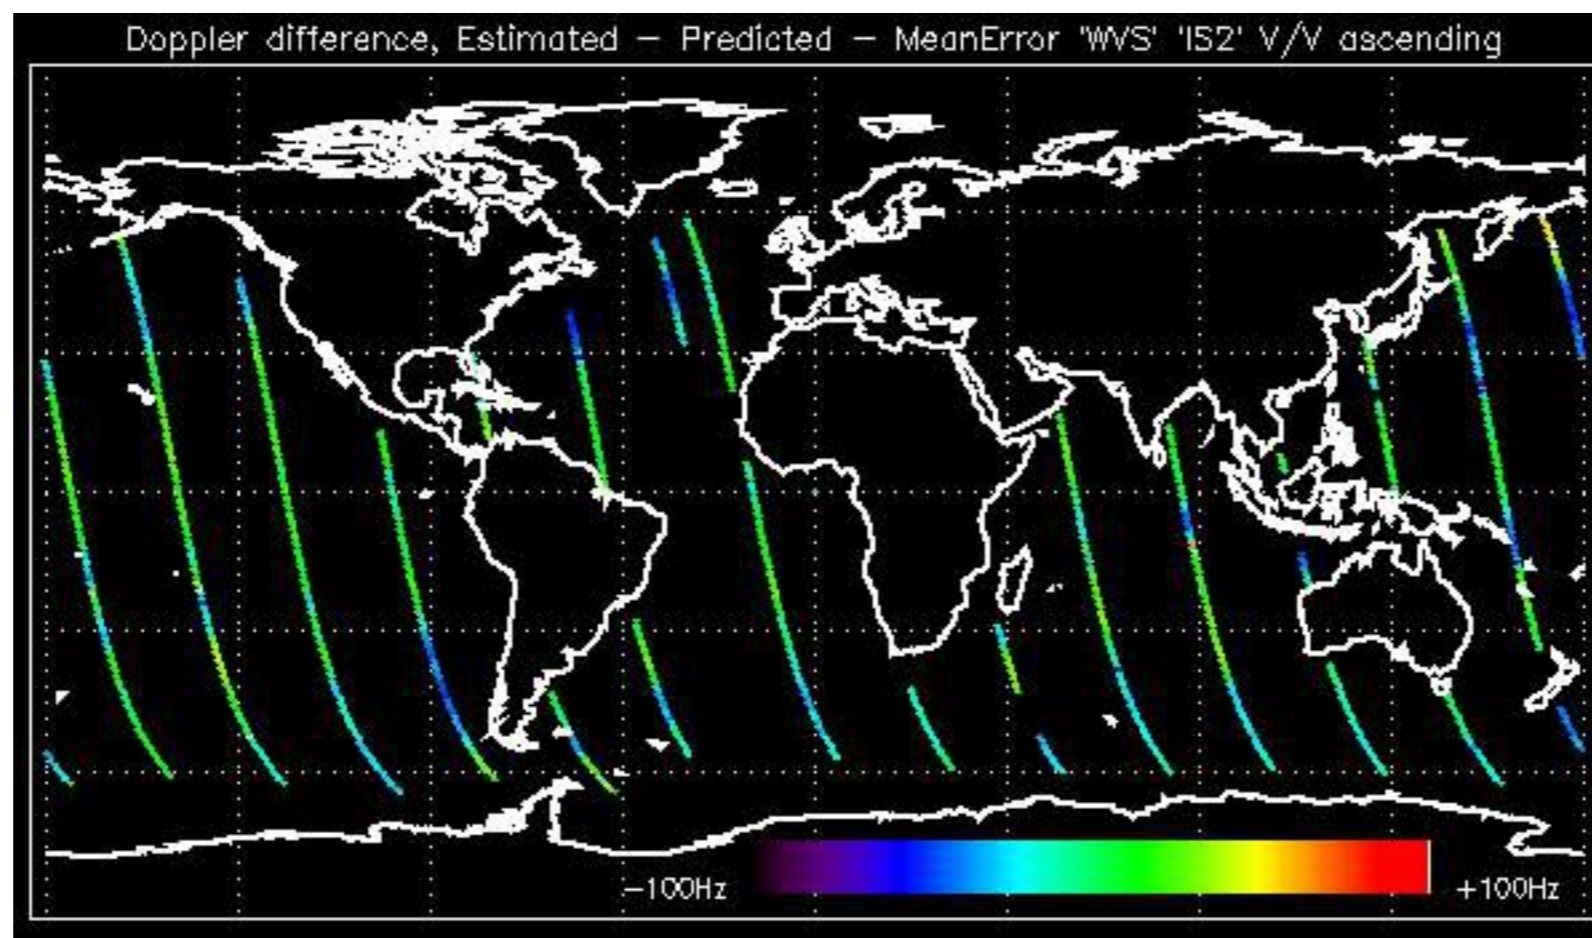 Doppler difference, Estimated – Predicted – MeanError 'WVS' 'IS2' V/V ascending
−100Hz +100Hz